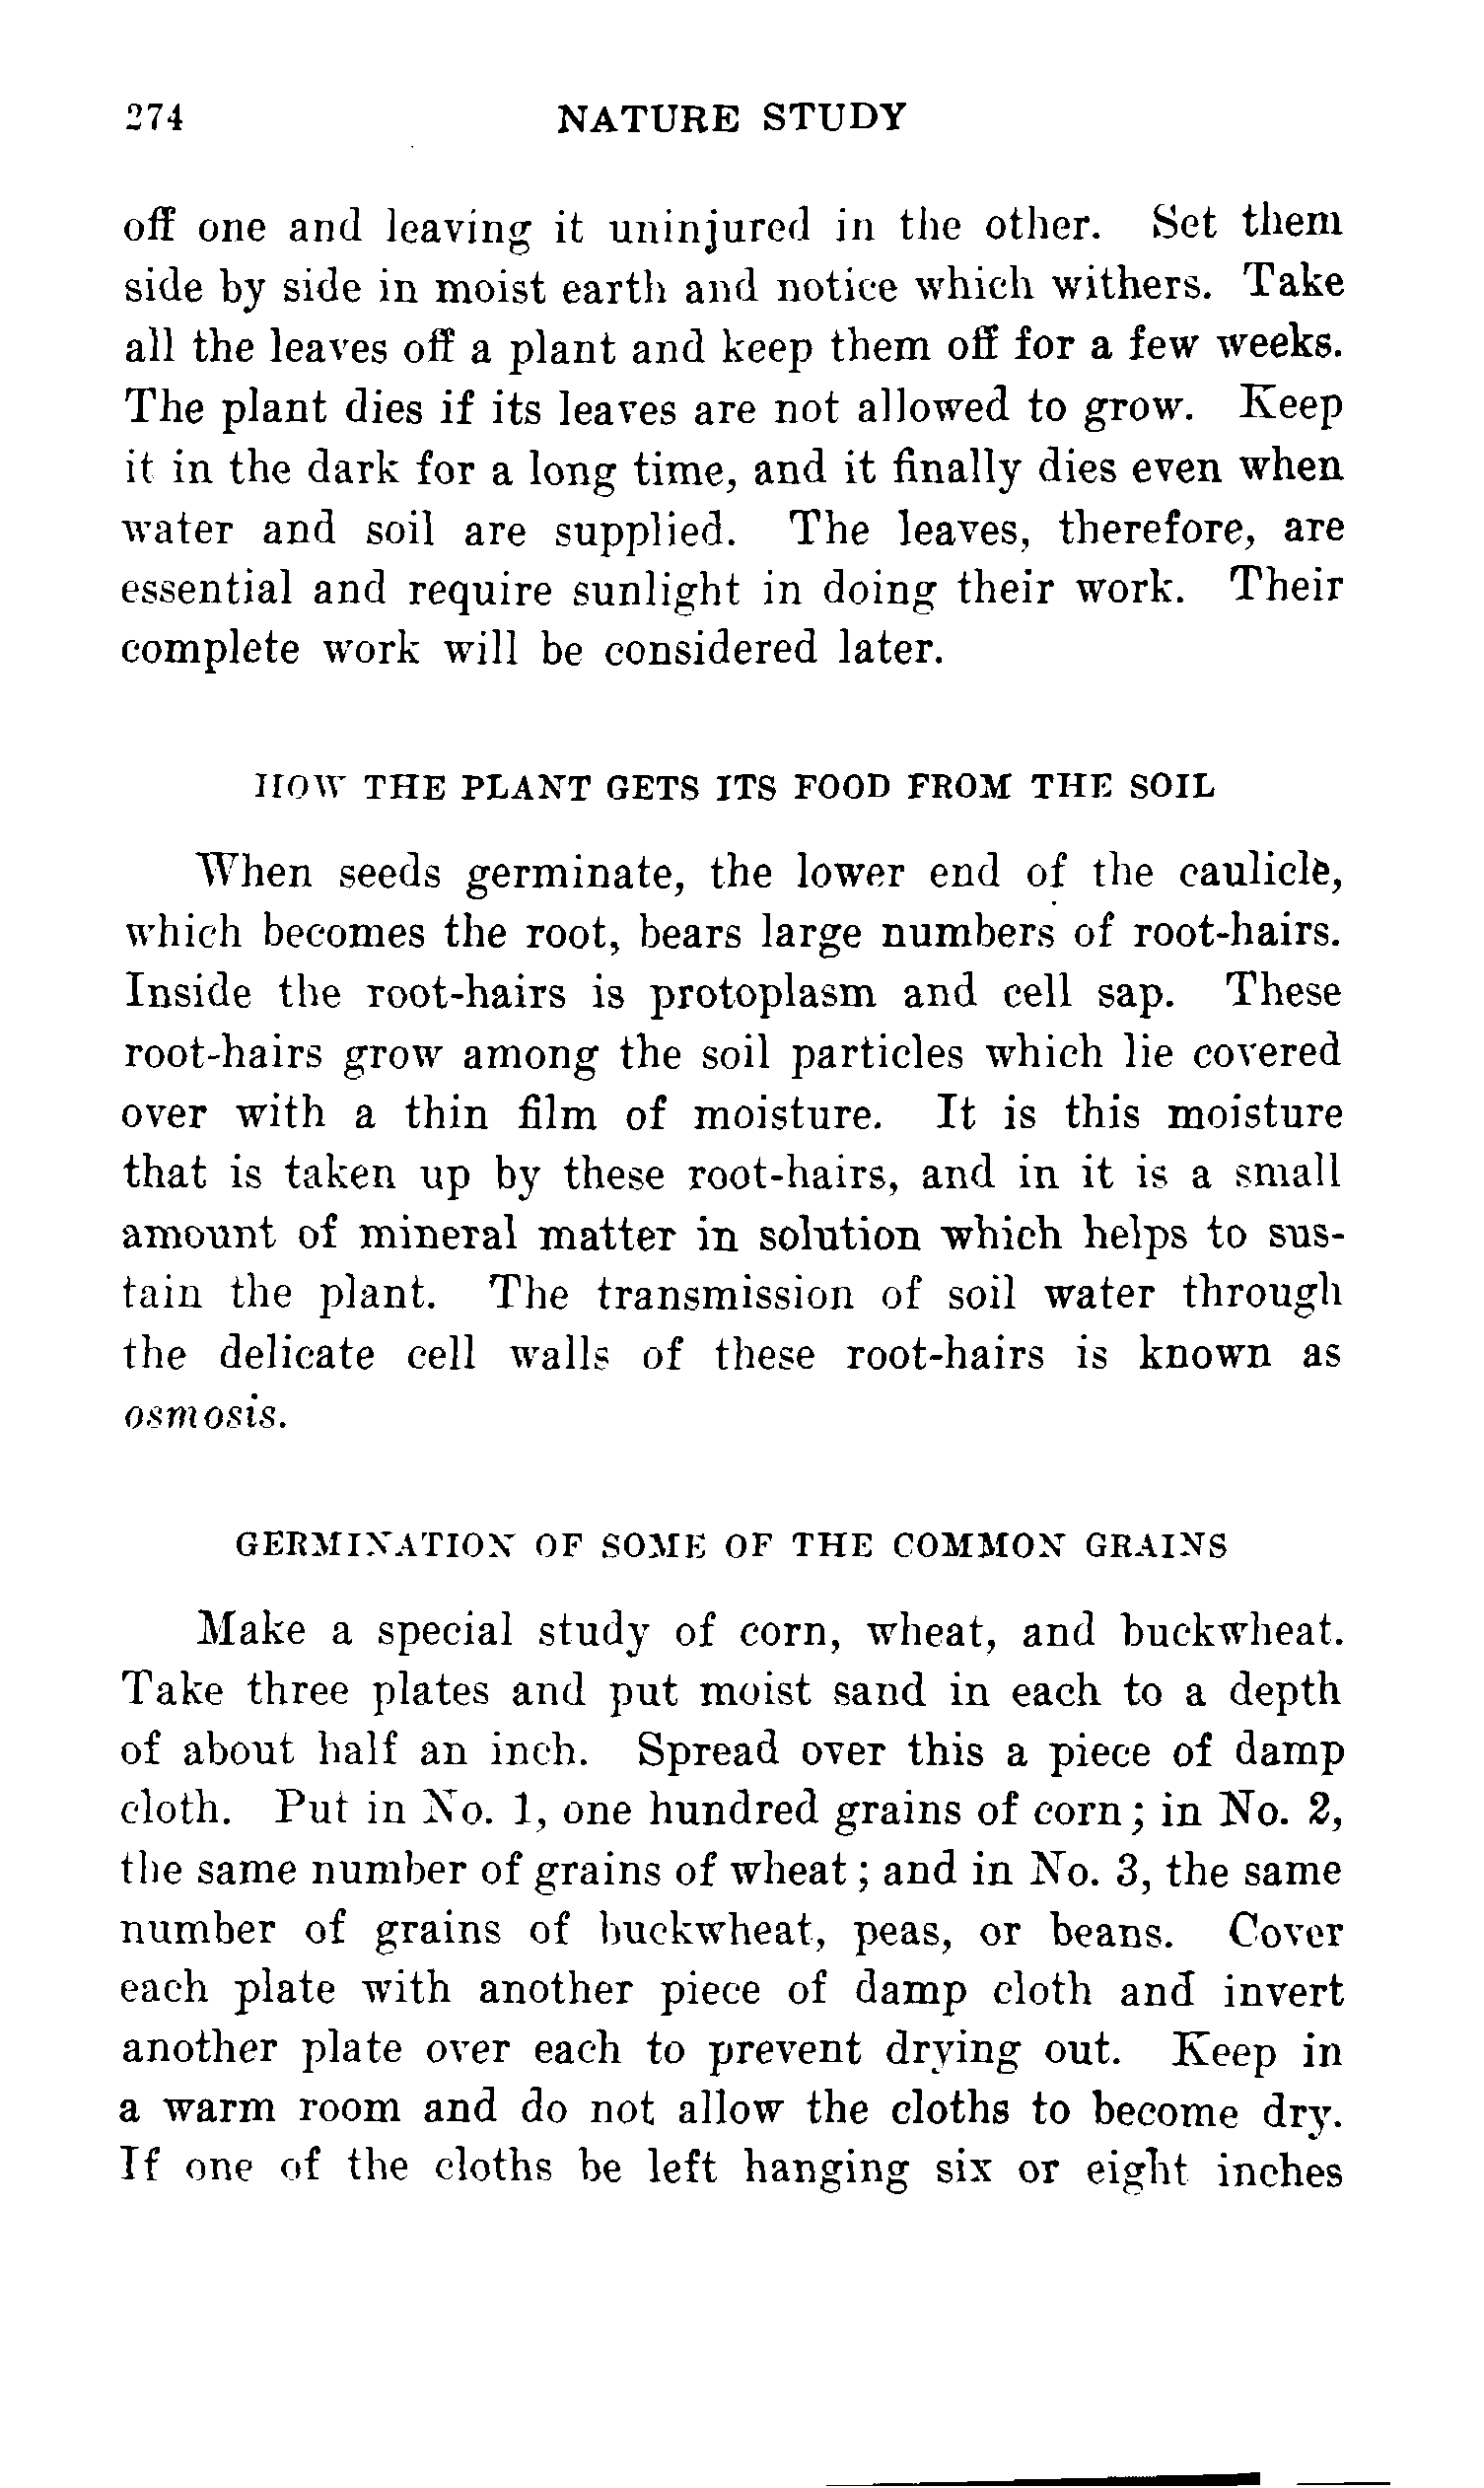 274 NATURE STUDY
off one and leaving it uninjured in the other. Set them
side by side in moist earth and notice which withers. Take
all the leaves off a plant and keep them off for a few weeks.
The plant dies if its leaves are not allowed to grow. Keep
it in the dark for a long time, and it finally dies even when
water and soil are supplied. The leaves, therefore, are
essential and require sunlight in doing their work. Their
complete work will be considered later.
HOW THE PLANT GETS ITS FOOD FROM THE SOIL
When seeds germinate, the lower end of the caulicle,
which becomes the root, bears large numbers of root-hairs.
Inside the root-hairs is protoplasm and cell sap. These
root-hairs grow among the soil particles which lie covered
over with a thin film of moisture. It is this moisture
that is taken up by these root-hairs, and in it is a small
amount of mineral matter in solution which helps to sus-
tain the plant. The transmission of soil water through
the delicate cell walls of these root-hairs is known as
osmosis.
GERMINATION OF SOME OF THE COMMON GRAINS
Make a special study of corn, wheat, and buckwheat.
Take three plates and put moist sand in each to a depth
of about half an inch. Spread over this a piece of damp
cloth. Put in No. 1, one hundred grains of corn; in No. 2,
the same number of grains of wheat; and in No. 3, the same
number of grains of buckwheat, peas, or beans. Cover
each plate with another piece of damp cloth and invert
another plate over each to prevent drying out. Keep in
a warm room and do not allow the cloths to become dry.
If one of the cloths be left hanging six or eight inches